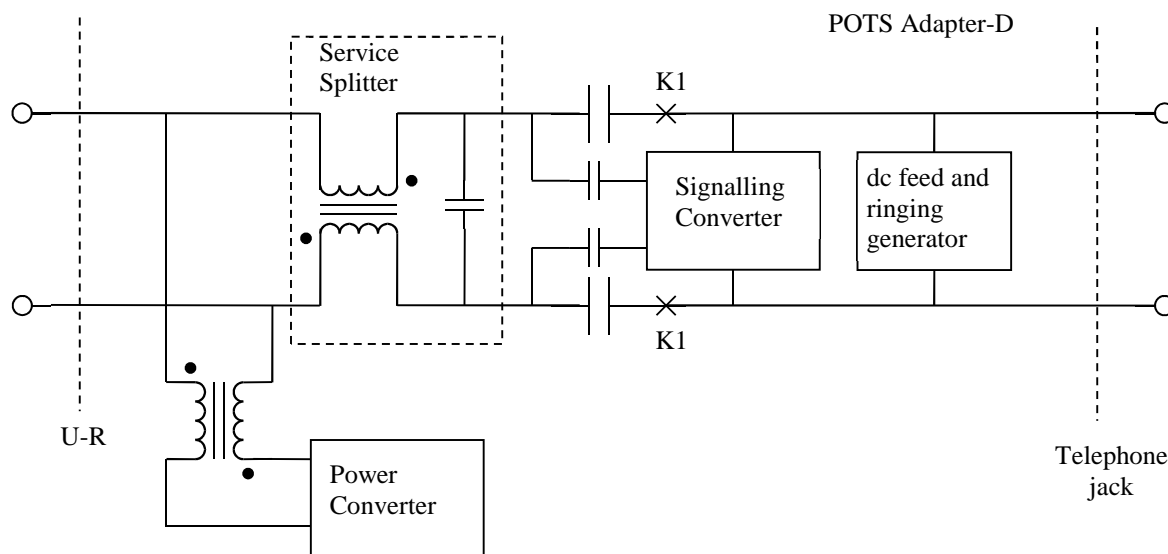 POTS Adapter-D
Service
Splitter
K1
Signalling
Converter
dc feed and
ringing
generator
K1
U-R
Power
Converter
Telephone
jack